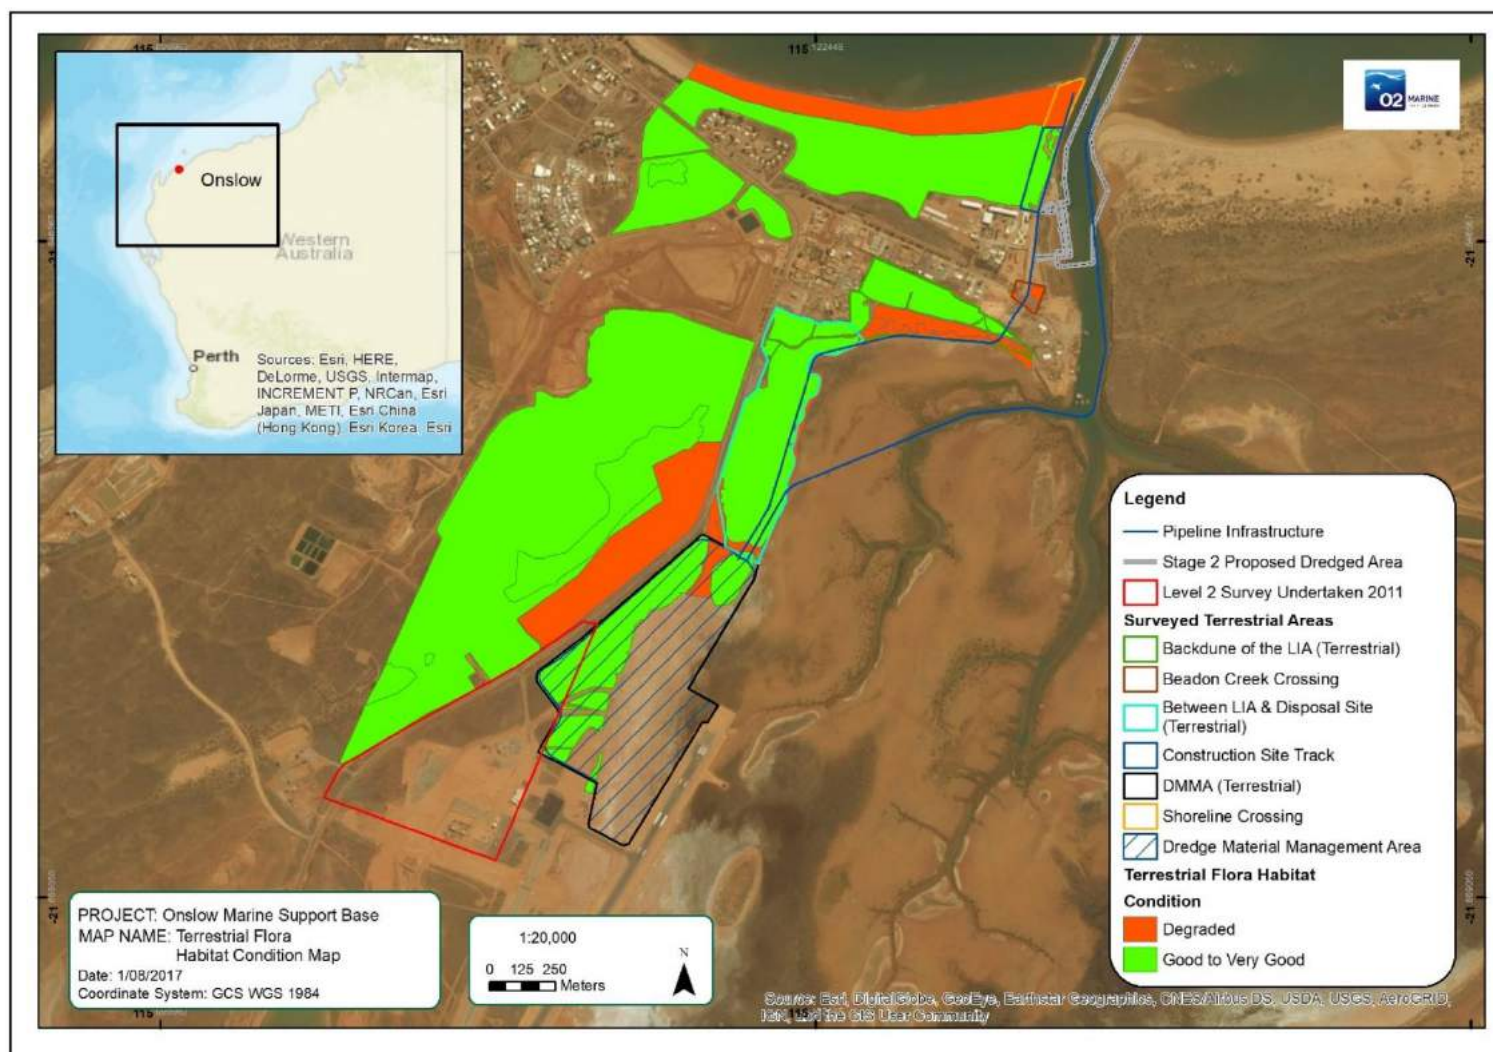 Onslow
Western
Australia
Perth
Sources: Esri, HERE,
DeLorme, USGS, Intermap,
INCREMENT P, NRCan, Esri
Japan, METI, Esri China
(Hong Kong), Esri Korea, Esri
O2 MARINE
Legend
Pipeline Infrastructure
Stage 2 Proposed Dredged Area
Level 2 Survey Undertaken 2011
Surveyed Terrestrial Areas
Backdune of the LIA (Terrestrial)
Beadon Creek Crossing
Between LIA & Disposal Site
(Terrestrial)
Construction Site Track
DMMA (Terrestrial)
Shoreline Crossing
Dredge Material Management Area
Terrestrial Flora Habitat
Condition
Degraded
Good to Very Good
PROJECT: Onslow Marine Support Base
MAP NAME: Terrestrial Flora
Habitat Condition Map
Date: 1/08/2017
Coordinate System: GCS WGS 1984
1:20,000
0 125 250
Meters
N
Source: Esri, DigitalGlobe, GeoEye, Earthstar Geographics, CNES/Airbus DS, USDA, USGS, AeroGRID,
IGN, and the GIS User Community